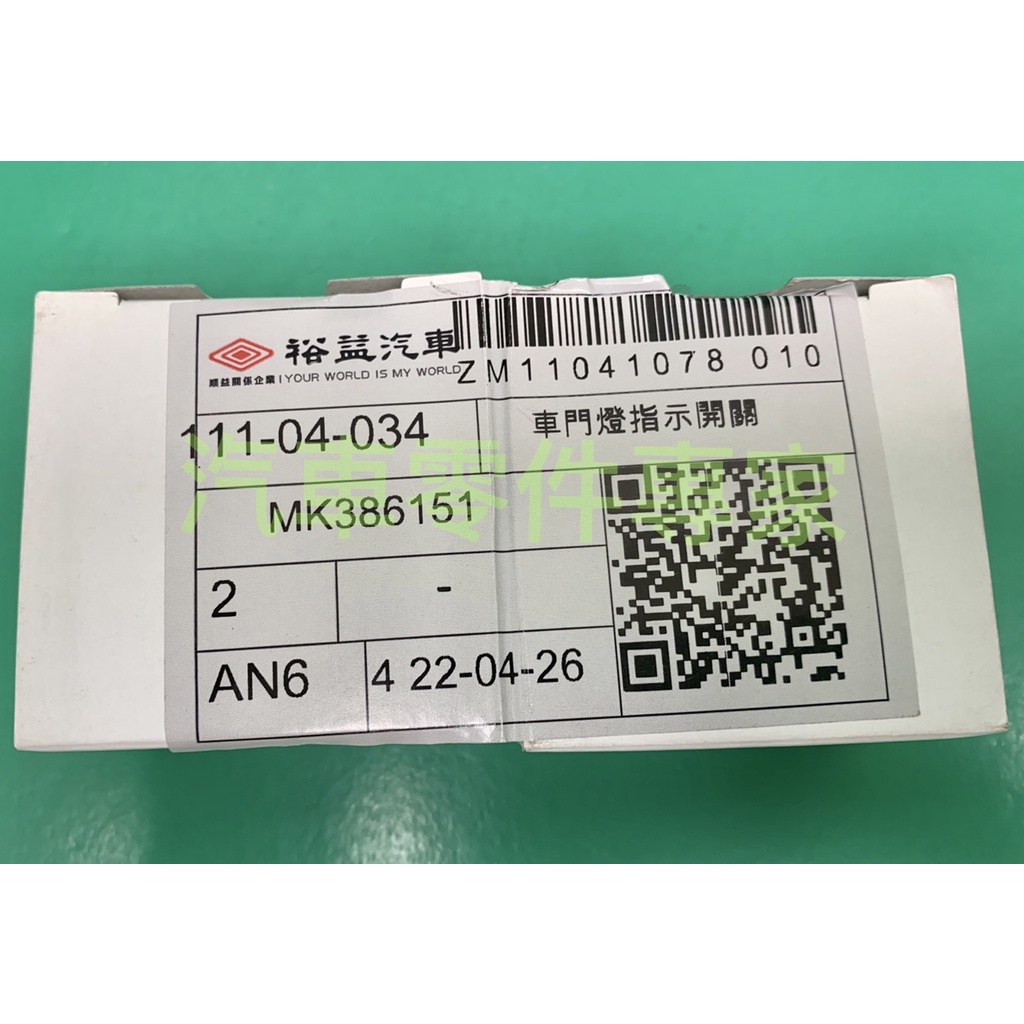 裕益汽車
順益關係企業 | YOUR WORLD IS MY WORLD
ZM11041078 010
111-04-034
車門燈指示開關
汽車零件專家
MK386151
2
-
AN6
4 22-04-26